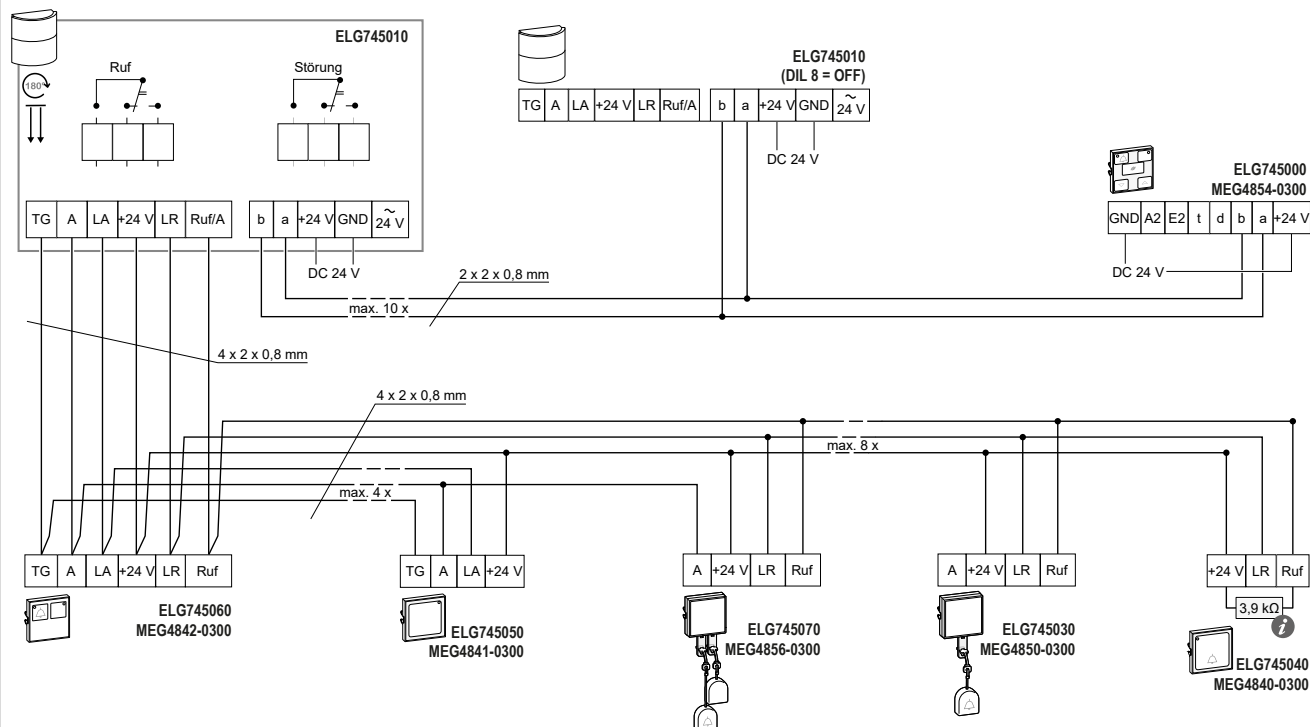 ELG745010
180°
Ruf
Störung
TG A LA +24 V LR Ruf/A
b a +24 V GND ~ 24 V
DC 24 V
ELG745010
(DIL 8 = OFF)
TG A LA +24 V LR Ruf/A
b a +24 V GND ~ 24 V
DC 24 V
ELG745000
MEG4854-0300
GND A2 E2 t d b a +24 V
DC 24 V
2 x 2 x 0,8 mm
max. 10 x
4 x 2 x 0,8 mm
4 x 2 x 0,8 mm
max. 8 x
max. 4 x
TG A LA +24 V LR Ruf
ELG745060
MEG4842-0300
TG A LA +24 V
ELG745050
MEG4841-0300
A +24 V LR Ruf
ELG745070
MEG4856-0300
A +24 V LR Ruf
ELG745030
MEG4850-0300
+24 V LR Ruf
3,9 kΩ
i
ELG745040
MEG4840-0300